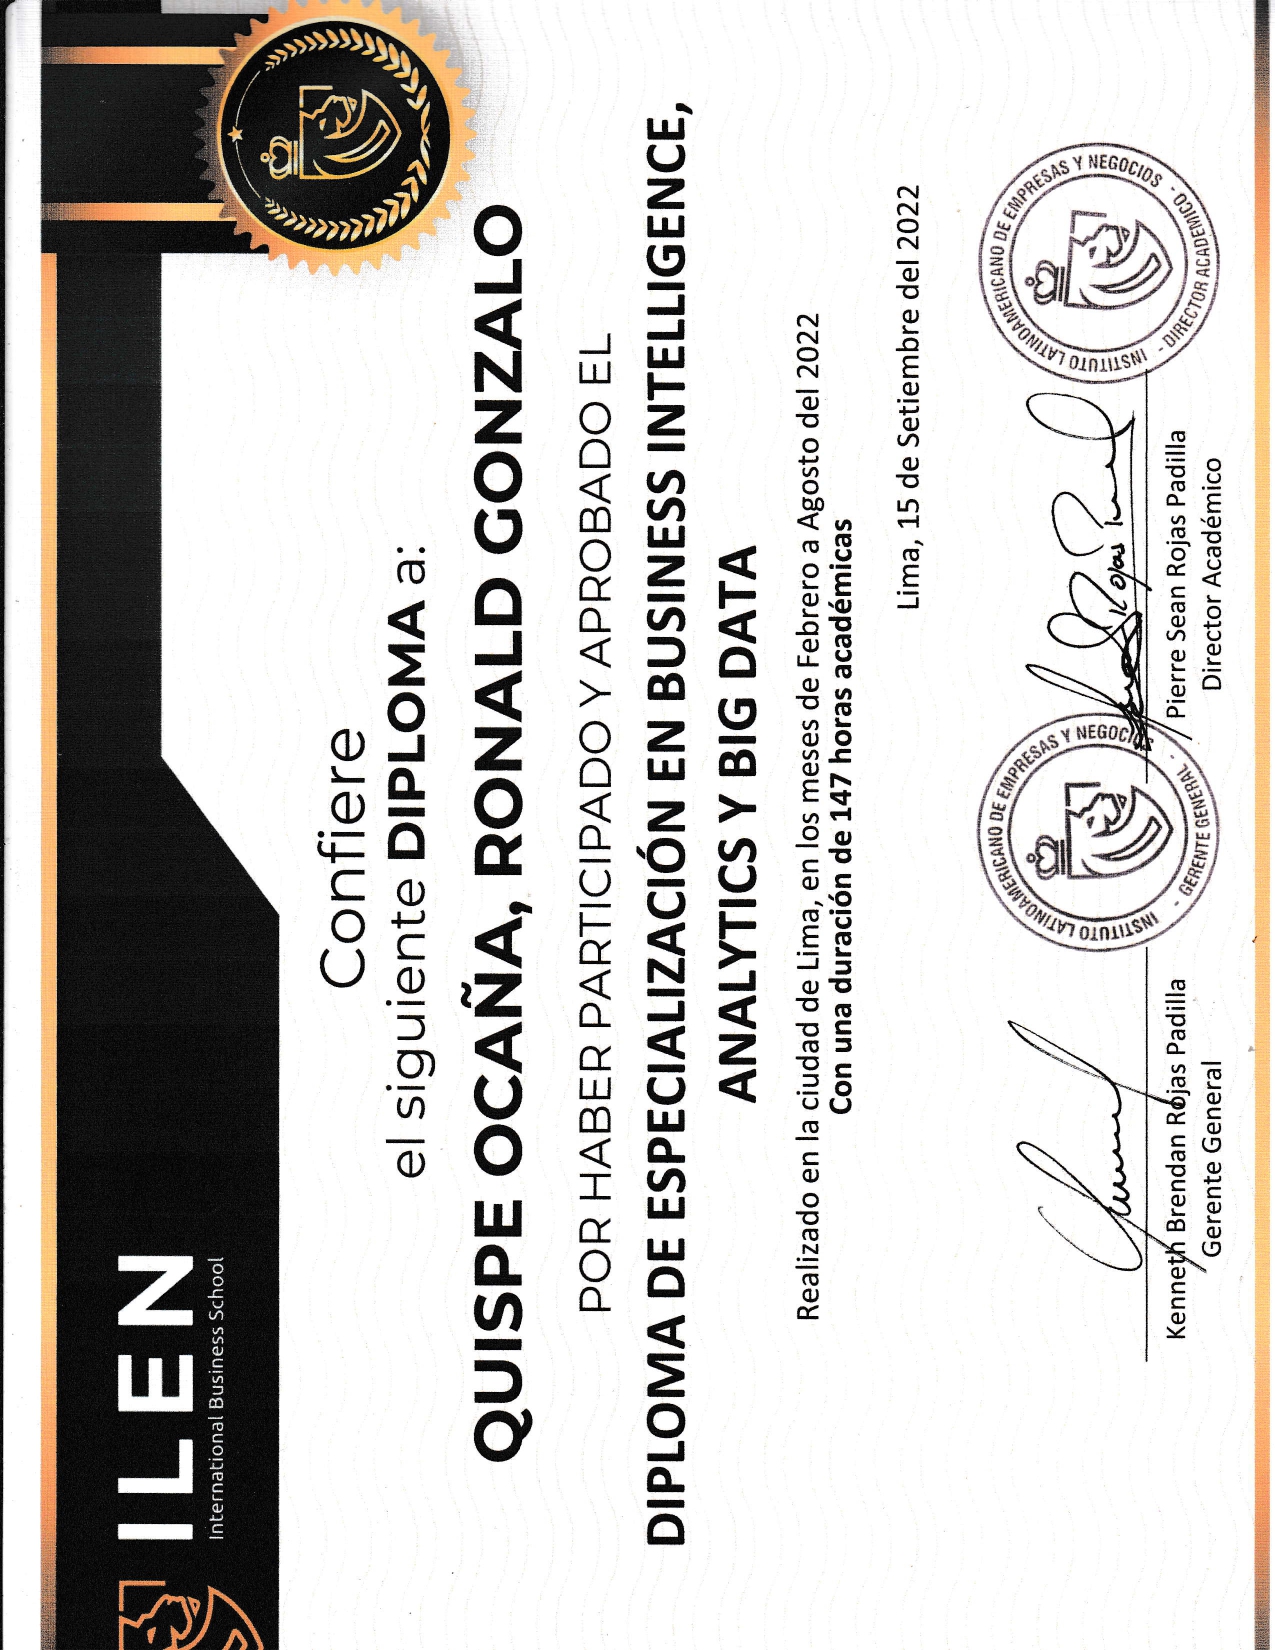 ILEN
International Business School
Confiere
el siguiente DIPLOMA a:
QUISPE OCAÑA, RONALD GONZALO
POR HABER PARTICIPADO Y APROBADO EL
DIPLOMA DE ESPECIALIZACIÓN EN BUSINESS INTELLIGENCE,
ANALYTICS Y BIG DATA
Realizado en la ciudad de Lima, en los meses de Febrero a Agosto del 2022
Con una duración de 147 horas académicas
Lima, 15 de Setiembre del 2022
INSTITUTO LATINOAMERICANO DE EMPRESAS Y NEGOCIOS
- GERENTE GENERAL -
INSTITUTO LATINOAMERICANO DE EMPRESAS Y NEGOCIOS
- DIRECTOR ACADEMICO -
Rojas
Kenneth Brendan Rojas Padilla
Gerente General
Pierre Sean Rojas Padilla
Director Académico